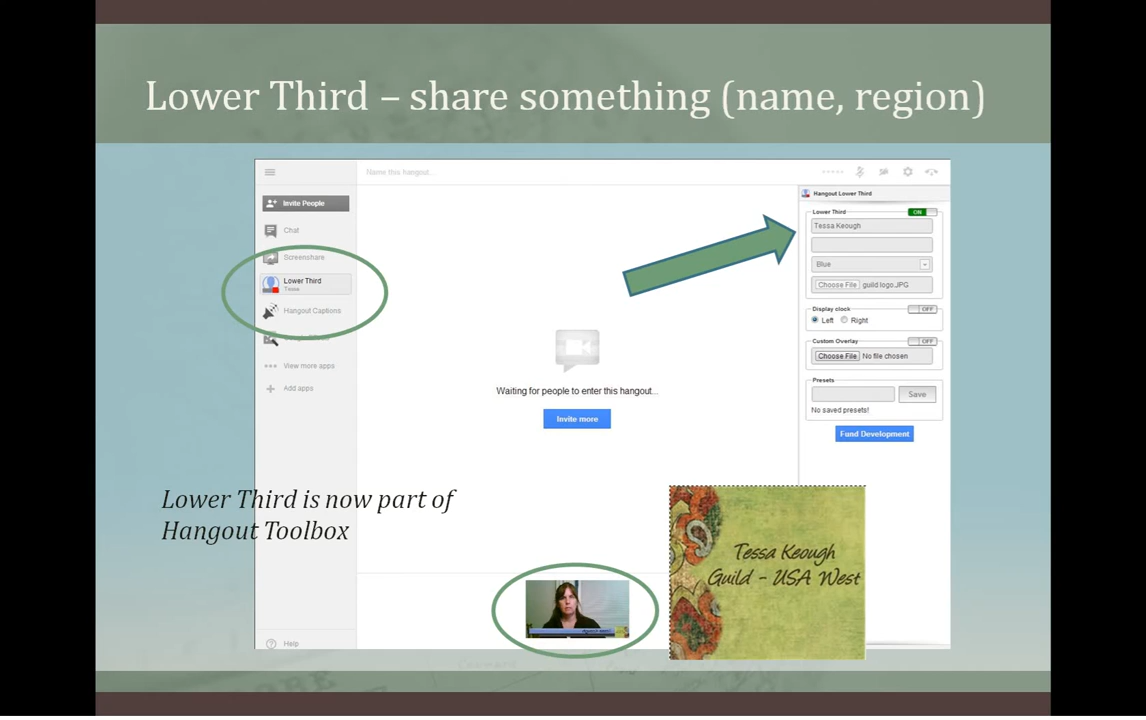 Lower Third – share something (name, region)
Name this hangout...
Invite People
Chat
Screenshare
Lower Third
Tessa
Hangout Captions
View more apps
Add apps
Waiting for people to enter this hangout...
Invite more
Hangout Lower Third
Lower Third
ON
Tessa Keough
Blue
Choose File guild logo.JPG
Display clock
OFF
Left Right
Custom Overlay
OFF
Choose File No file chosen
Presets
Save
No saved presets!
Fund Development
Lower Third is now part of
Hangout Toolbox
Tessa Keough
Guild - USA West
Help